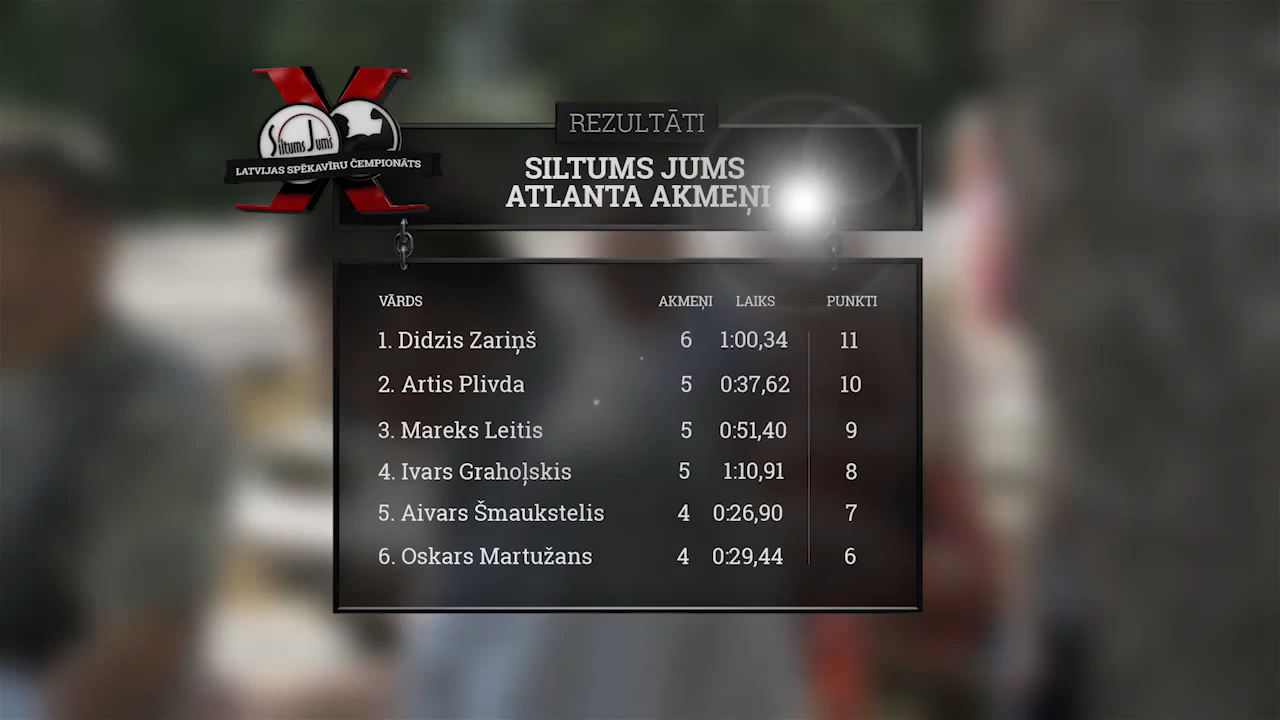 Siltums Jums
LATVIJAS SPĒKAVĪRU ČEMPIONĀTS
REZULTĀTI
SILTUMS JUMS
ATLANTA AKMEŅI
VĀRDS AKMEŅI LAIKS PUNKTI
1. Didzis Zariņš 6 1:00,34 11
2. Artis Plivda 5 0:37,62 10
3. Mareks Leitis 5 0:51,40 9
4. Ivars Grahoļskis 5 1:10,91 8
5. Aivars Šmaukstelis 4 0:26,90 7
6. Oskars Martužans 4 0:29,44 6